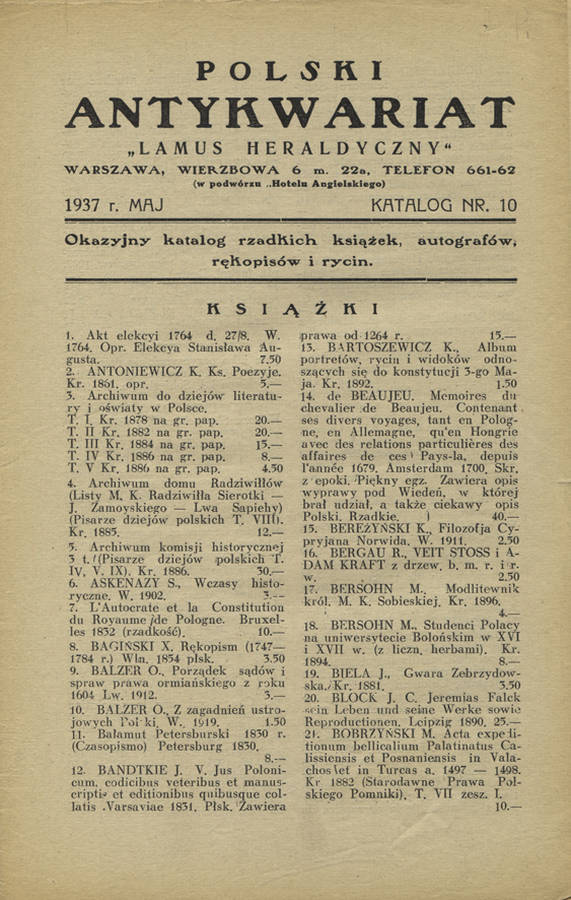 POLSKI
ANTYKWARIAT
„LAMUS HERALDYCZNY“
WARSZAWA, WIERZBOWA 6 m. 22a, TELEFON 661-62
(w podwórzu „Hotelu Angielskiego)
1937 r. MAJ KATALOG NR. 10
Okazyjny katalog rzadkich książek, autografów,
rękopisów i rycin.
KSIĄŻKI
1. Akt elekcyi 1764 d. 27/8. W.
1764. Opr. Elekcya Stanisława Au-
gusta. 7.50
2. ANTONIEWICZ K. Ks. Poezyje.
Kr. 1861. opr. 3.—
3. Archiwum do dziejów literatu-
ry i oświaty w Polsce.
T. I. Kr. 1878 na gr. pap. 20.—
T. II Kr. 1882 na gr. pap. 20.—
T. III Kr. 1884 na gr. pap. 15.—
T. IV Kr. 1886 na gr. pap. 8.—
T. V Kr. 1886 na gr. pap. 4.50
4. Archiwum domu Radziwiłłów
(Listy M. K. Radziwiłła Sierotki —
J. Zamoyskiego — Lwa Sapiehy)
(Pisarze dziejów polskich T. VIII).
Kr. 1885. 12.—
5. Archiwum komisji historycznej
3 t. (Pisarze dziejów polskich T.
IV, V. IX). Kr. 1886. 30.—
6. ASKENAZY S., Wczasy histo-
ryczne. W. 1902. 3.—
7. L'Autocrate et la Constitution
du Royaume de Pologne. Bruxel-
les 1832 (rzadkość). 10.—
8. BAGIŃSKI X. Rękopism (1747—
1784 r.) Wln. 1854 płsk. 3.50
9. BALZER O., Porządek sądów i
spraw prawa ormiańskiego z roku
1604 Lw. 1912. 3.—
10. BALZER O., Z zagadnień ustro-
jowych Polski. W. 1919. 1.50
11. Bałamut Petersburski 1830 r.
(Czasopismo) Petersburg 1830.
8.—
12. BANDTKIE J. V. Jus Poloni-
cum, codicibus veteribus et manus-
criptis et editionibus quibusque col-
latis Varsaviae 1831. Płsk. Zawiera
prawa od 1264 r. 15.—
13. BARTOSZEWICZ K., Album
portretów, rycin i widoków odno-
szących się do konstytucji 3-go Ma-
ja. Kr. 1892. 1.50
14. de BEAUJEU. Memoires du
chevalier de Beaujeu. Contenant
ses divers voyages, tant en Polog-
ne, en Allemagne, qu'en Hongrie
avec des relations particulières des
affaires de ces Pays-la, depuis
l'année 1679. Amsterdam 1700. Skr.
z epoki. Piękny egz. Zawiera opis
wyprawy pod Wiedeń, w której
brał udział, a także ciekawy opis
Polski. Rzadkie. 40.—
15. BEREŻYŃSKI K., Filozofja Cy-
pryjana Norwida. W. 1911. 2.50
16. BERGAU R., VEIT STOSS i A-
DAM KRAFT z drzew. b. m. r. i r.
w. 2.50
17. BERSOHN M., Modlitewnik
król. M. K. Sobieskiej. Kr. 1896.
4.—
18. BERSOHN M., Studenci Polacy
na uniwersytecie Bolońskim w XVI
i XVII w. (z liczn. herbami). Kr.
1894. 8.—
19. BIELA J., Gwara Zebrzydow-
ska. Kr. 1881. 3.50
20. BLOCK J. C. Jeremias Falck
sein Leben und seine Werke sowie
Reproductionen. Leipzig 1890. 25.—
21. BOBRZYŃSKI M. Acta expedi-
tionum bellicalium Palatinatus Ca-
lissiensis et Posnaniensis in Vala-
chos et in Turcas a. 1497 — 1498.
Kr 1882 (Starodawne Prawa Pol-
skiego Pomniki). T. VII zesz. I.
10.—